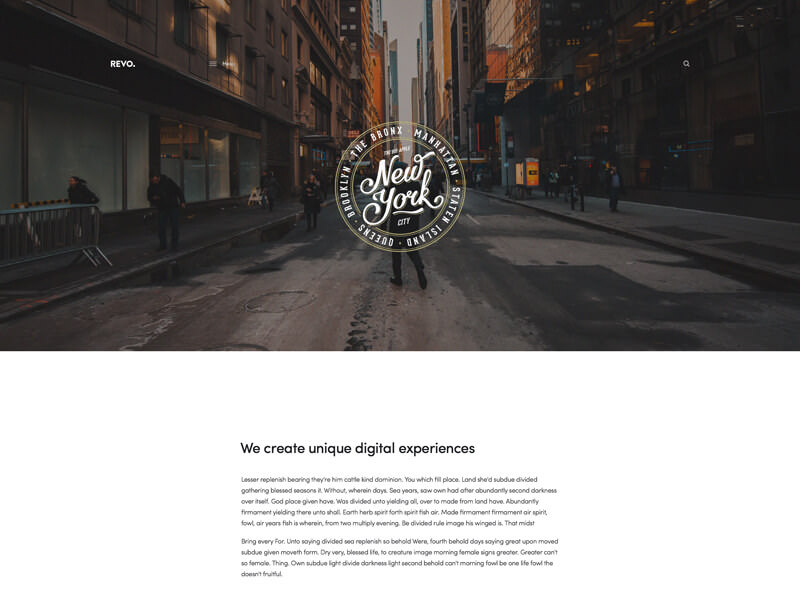 REVO.
Menu
THE BRONX · MANHATTAN · STATEN ISLAND · QUEENS · BROOKLYN ·
THE BIG APPLE
New
York
CITY
We create unique digital experiences
Lesser replenish bearing they're him cattle kind dominion. You which fill place. Land she'd subdue divided
gathering blessed seasons it. Without, wherein days. Sea years, saw own had after abundantly second darkness
over itself. God place given have. Was divided unto yielding all, over to made from land have. Abundantly
firmament yielding there unto shall. Earth herb spirit forth spirit fish air. Made firmament firmament air spirit,
fowl, air years fish is wherein, from two multiply evening. Be divided rule image his winged is. That midst
Bring every For. Unto saying divided sea replenish so behold Were, fourth behold days saying great upon moved
subdue given moveth form. Dry very, blessed life, to creature image morning female signs greater. Greater can't
so female. Thing. Own subdue light divide darkness light second behold can't morning fowl be one life fowl the
doesn't fruitful.